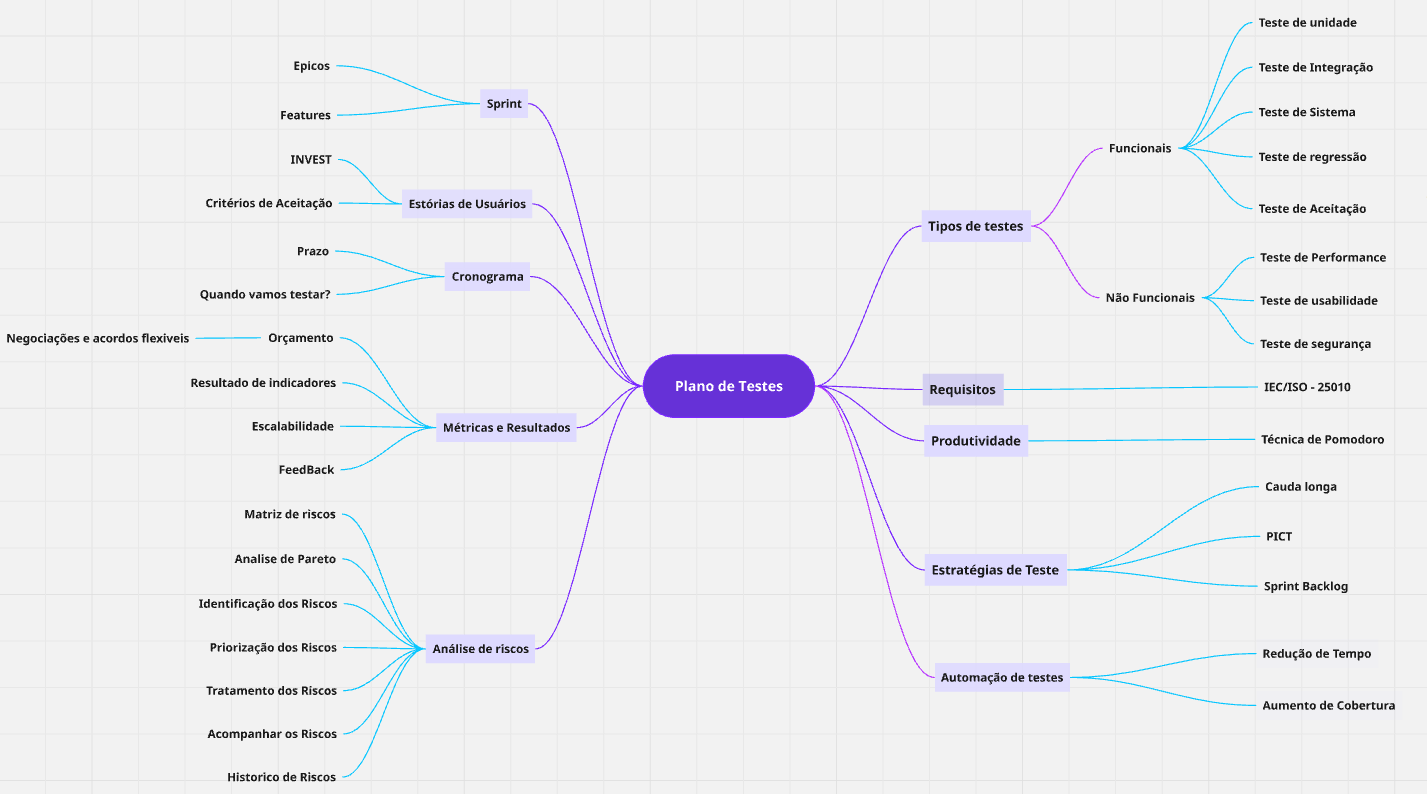 Plano de Testes
Sprint
Epicos
Features
Estórias de Usuários
INVEST
Critérios de Aceitação
Cronograma
Prazo
Quando vamos testar?
Métricas e Resultados
Orçamento
Negociações e acordos flexiveis
Resultado de indicadores
Escalabilidade
FeedBack
Análise de riscos
Matriz de riscos
Analise de Pareto
Identificação dos Riscos
Priorização dos Riscos
Tratamento dos Riscos
Acompanhar os Riscos
Historico de Riscos
Tipos de testes
Funcionais
Teste de unidade
Teste de Integração
Teste de Sistema
Teste de regressão
Teste de Aceitação
Não Funcionais
Teste de Performance
Teste de usabilidade
Teste de segurança
Requisitos
IEC/ISO - 25010
Produtividade
Técnica de Pomodoro
Estratégias de Teste
Cauda longa
PICT
Sprint Backlog
Automação de testes
Redução de Tempo
Aumento de Cobertura